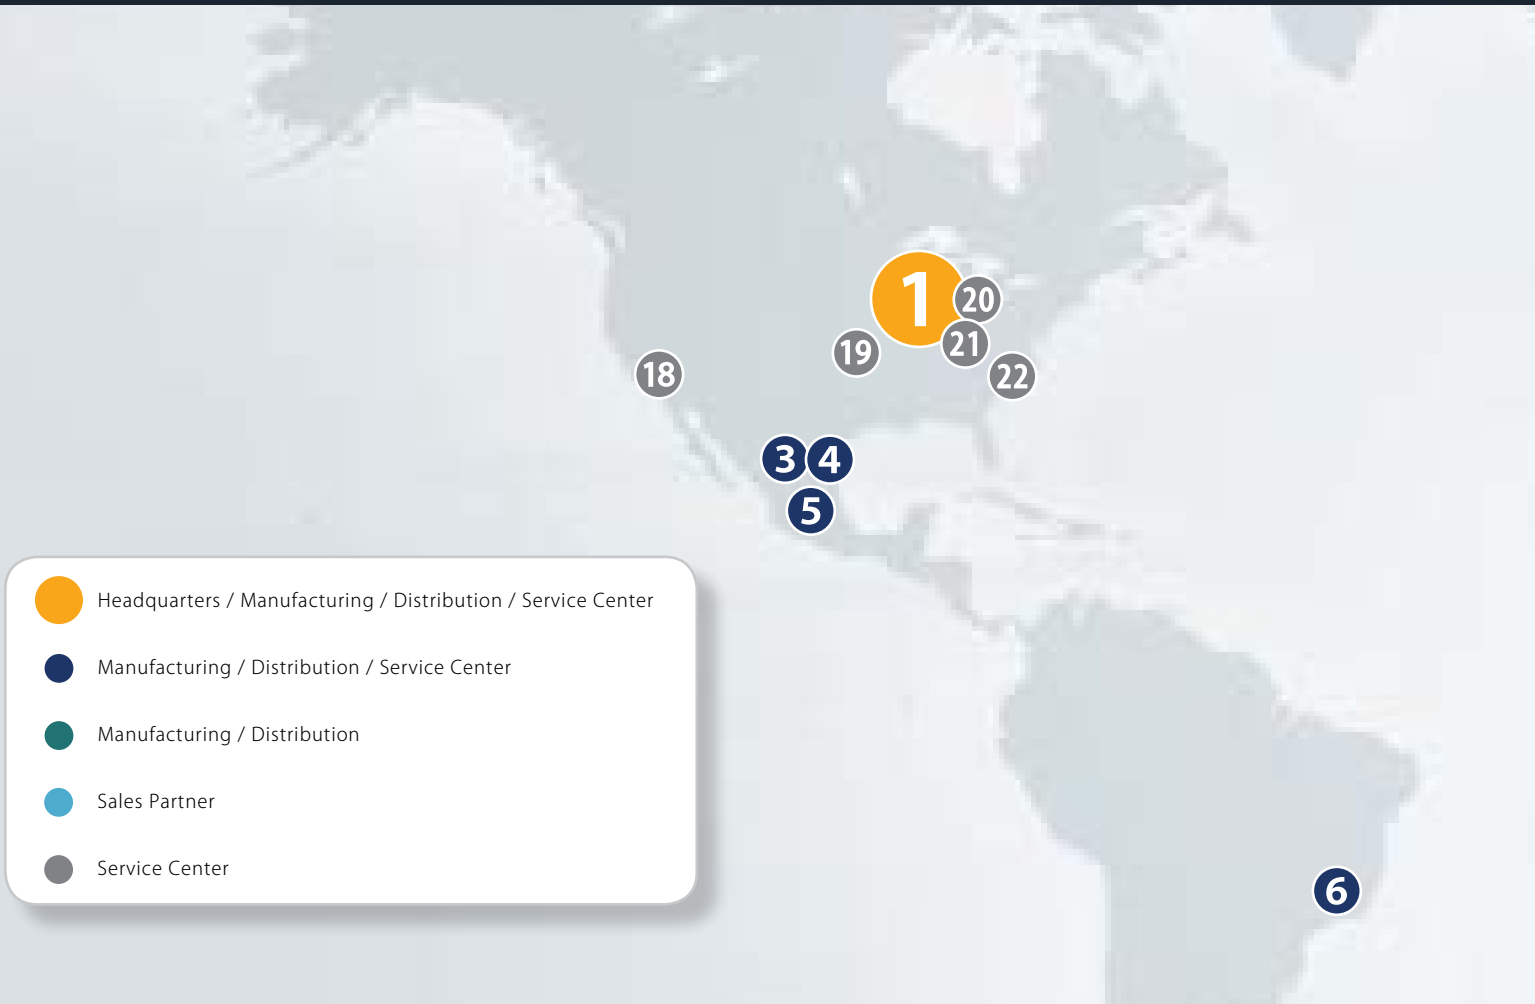 1
20
21
19
22
18
3 4
5
Headquarters / Manufacturing / Distribution / Service Center
Manufacturing / Distribution / Service Center
Manufacturing / Distribution
Sales Partner
Service Center
6